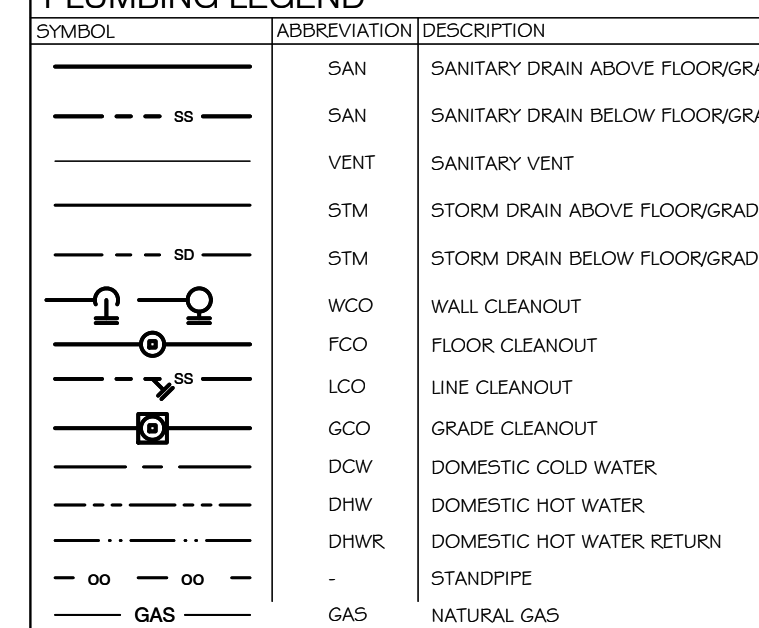 PLUMBING LEGEND
SYMBOL ABBREVIATION DESCRIPTION
SAN SANITARY DRAIN ABOVE FLOOR/GRA
SS SAN SANITARY DRAIN BELOW FLOOR/GRA
VENT SANITARY VENT
STM STORM DRAIN ABOVE FLOOR/GRAD
SD STM STORM DRAIN BELOW FLOOR/GRAD
WCO WALL CLEANOUT
FCO FLOOR CLEANOUT
SS LCO LINE CLEANOUT
GCO GRADE CLEANOUT
DCW DOMESTIC COLD WATER
DHW DOMESTIC HOT WATER
DHWR DOMESTIC HOT WATER RETURN
OO OO - STANDPIPE
GAS GAS NATURAL GAS